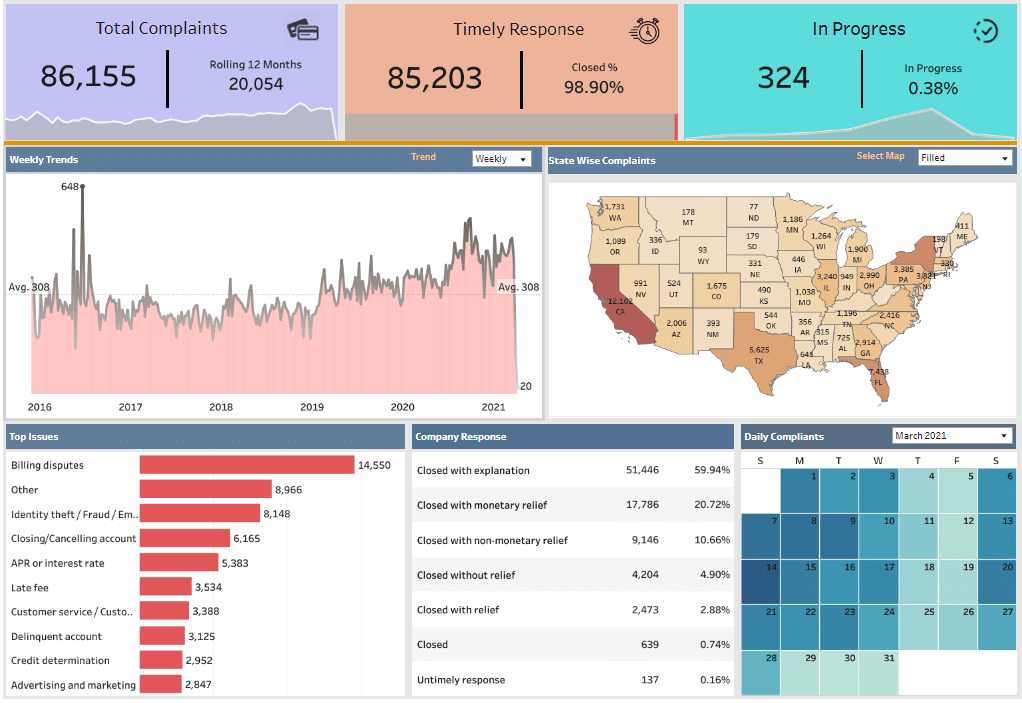 Total Complaints
86,155
Rolling 12 Months
20,054
Timely Response
85,203
Closed %
98.90%
In Progress
324
In Progress
0.38%
Weekly Trends
Trend
Weekly
648
Avg. 308
Avg. 308
20
2016 2017 2018 2019 2020 2021
State Wise Complaints
Select Map
Filled
1,731
WA
1,089
OR
336
ID
178
MT
77
ND
1,186
MN
1,264
WI
1,900
MI
198
VT
411
ME
179
SD
93
WY
331
NE
446
IA
3,240
IL
949
IN
2,990
OH
3,385
PA
NJ
RI
12,102
CA
991
NV
524
UT
1,675
CO
490
KS
1,038
MO
1,196
TN
2,416
NC
2,006
AZ
393
NM
544
OK
356
AR
315
MS
725
AL
2,914
GA
5,625
TX
LA
7,438
FL
Top Issues
Billing disputes 14,550
Other 8,966
Identity theft / Fraud / Em.. 8,148
Closing/Cancelling account 6,165
APR or interest rate 5,383
Late fee 3,534
Customer service / Custo.. 3,388
Delinquent account 3,125
Credit determination 2,952
Advertising and marketing 2,847
Company Response
Closed with explanation 51,446 59.94%
Closed with monetary relief 17,786 20.72%
Closed with non-monetary relief 9,146 10.66%
Closed without relief 4,204 4.90%
Closed with relief 2,473 2.88%
Closed 639 0.74%
Untimely response 137 0.16%
Daily Compliants
March 2021
S M T W T F S
1 2 3 4 5 6
7 8 9 10 11 12 13
14 15 16 17 18 19 20
21 22 23 24 25 26 27
28 29 30 31